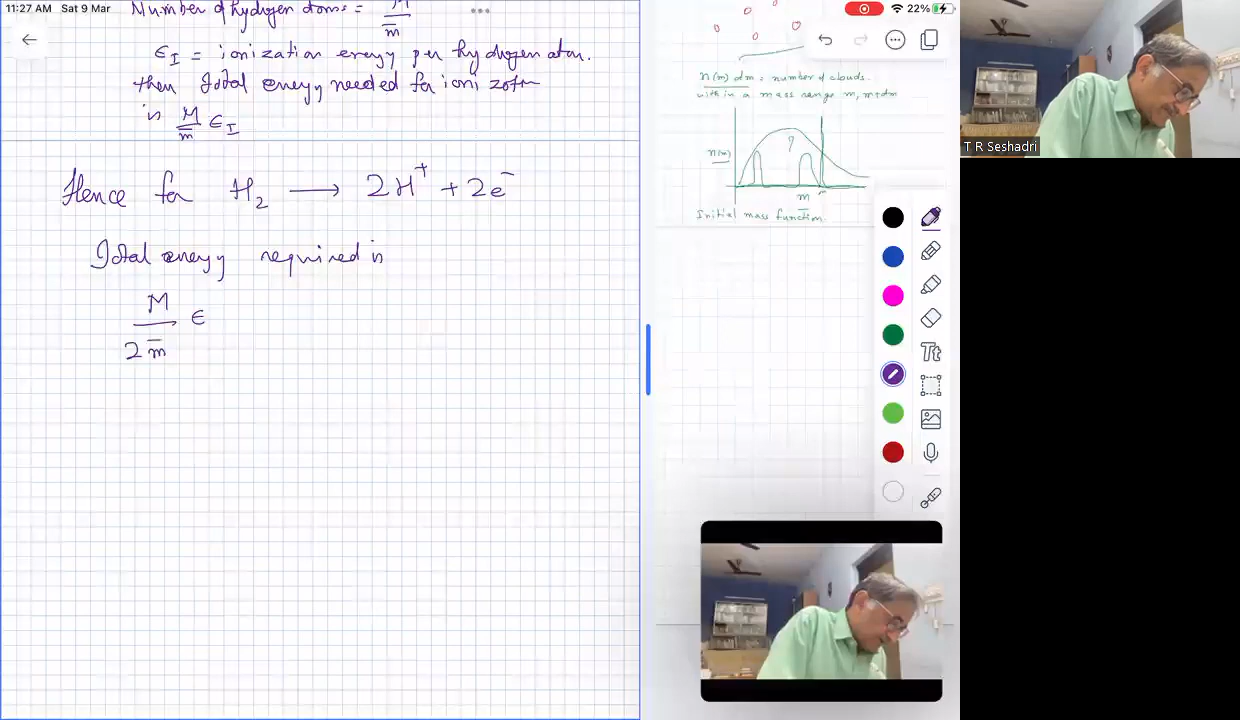 11:27 AM Sat 9 Mar
22%
Number of hydrogen atoms = M/m̅
ϵ_I = ionization energy per hydrogen atom.
then total energy needed for ionization
is M/m̅ ϵ_I
Hence for H₂ ⟶ 2H⁺ + 2e⁻
Total energy required is
M/2m̅ ϵ
n(m) dm = number of clouds.
with in a mass range m, m+dm
n(m)
?
m
Initial mass function.
Tt
T R Seshadri